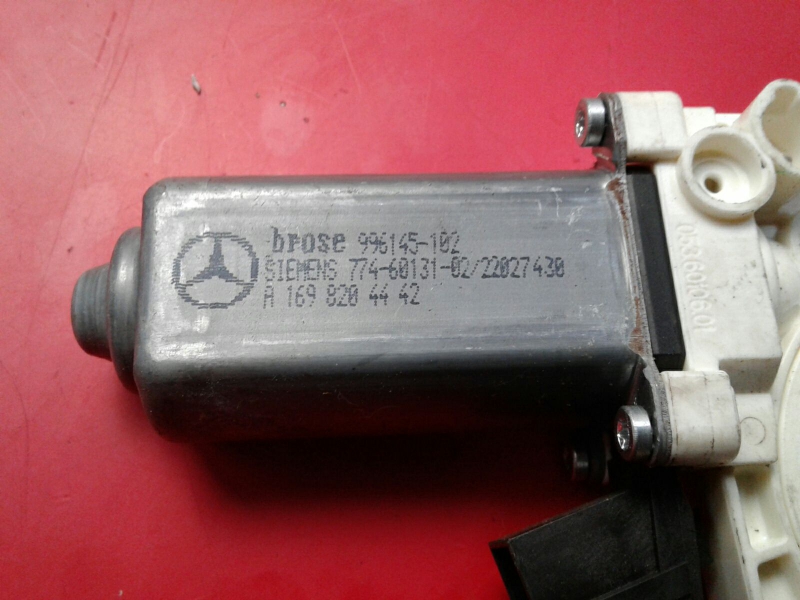 brose 996145-102
SIEMENS 774-60131-02/22027430
A 169 820 44 42